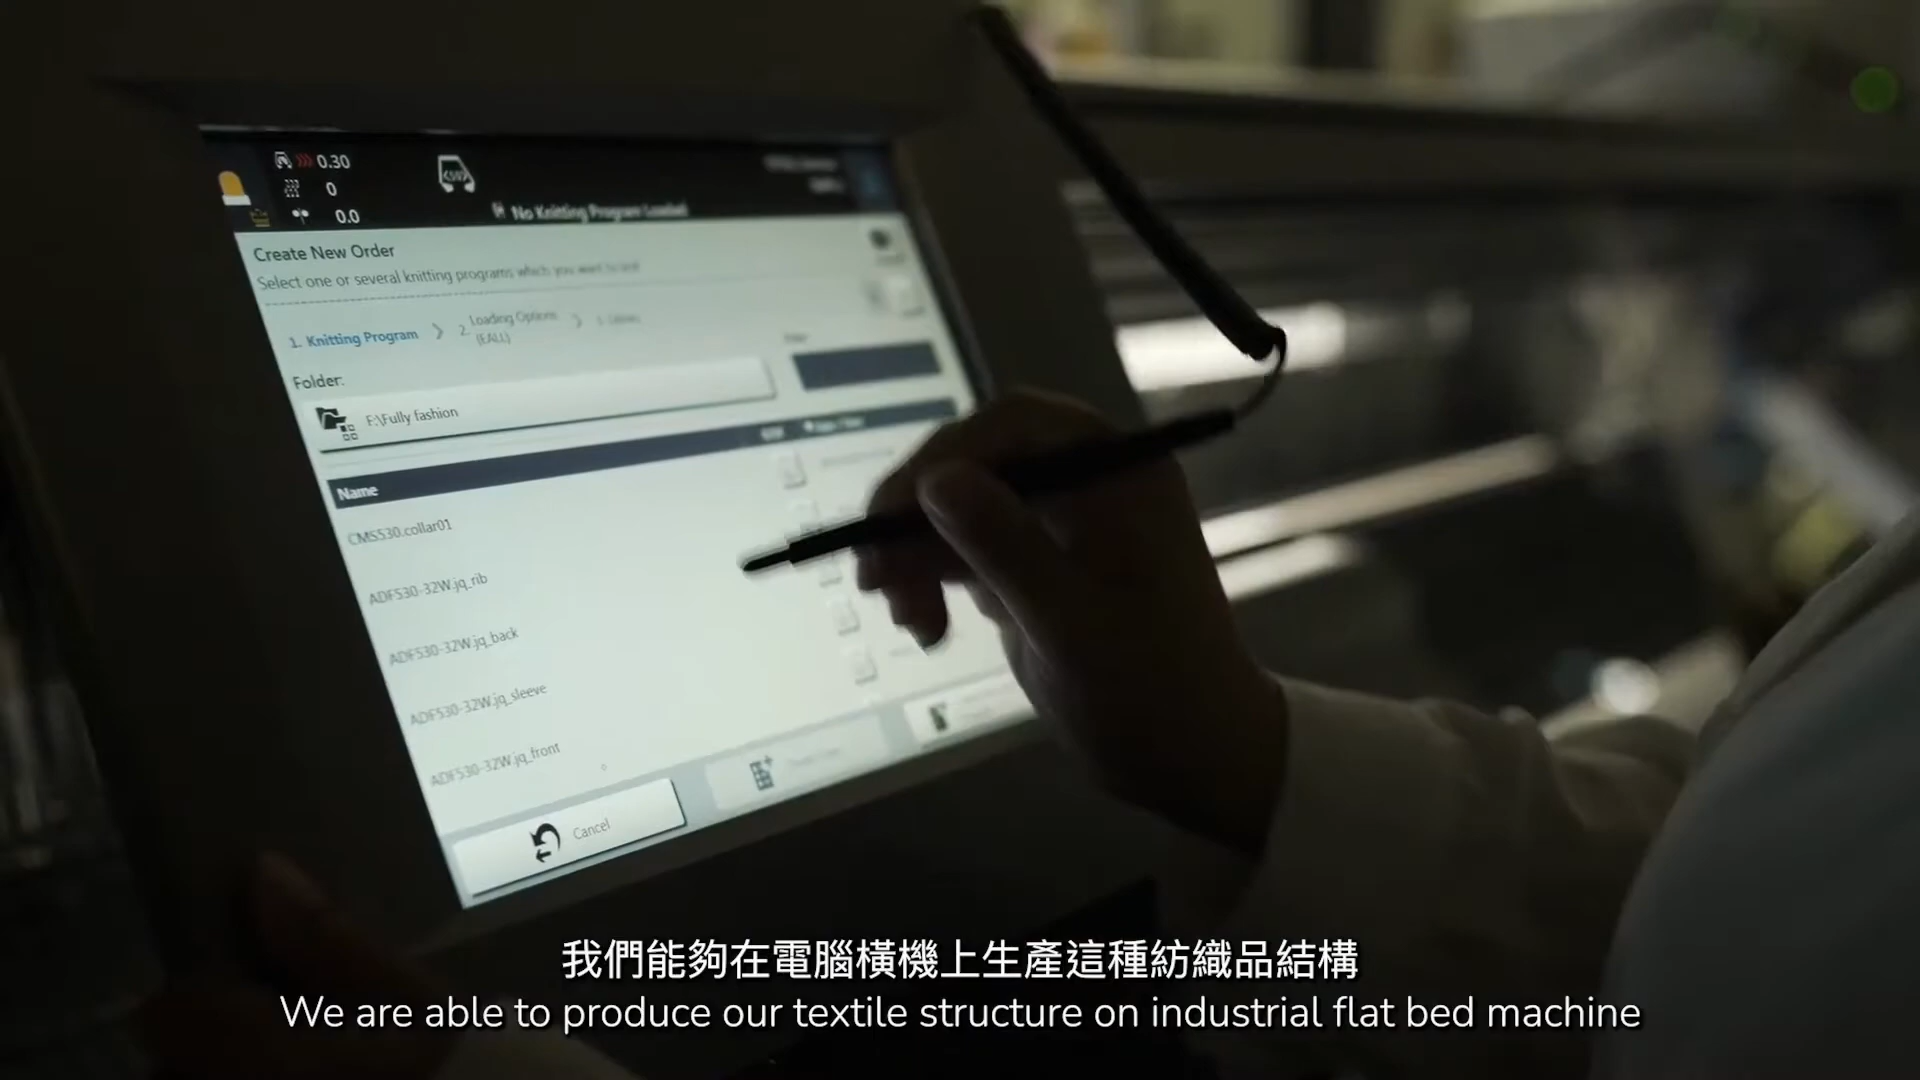 0.30
0
0.0
No Knitting Program Loaded
Create New Order
Select one or several knitting programs which you want to
1. Knitting Program
2. Loading Options (EALL)
Folder:
F:\Fully fashion
Name
CMS530.collar01
ADF530-32W.jq_rib
ADF530-32W.jq_back
ADF530-32W.jq_sleeve
ADF530-32W.jq_front
Cancel
我們能夠在電腦橫機上生產這種紡織品結構
We are able to produce our textile structure on industrial flat bed machine